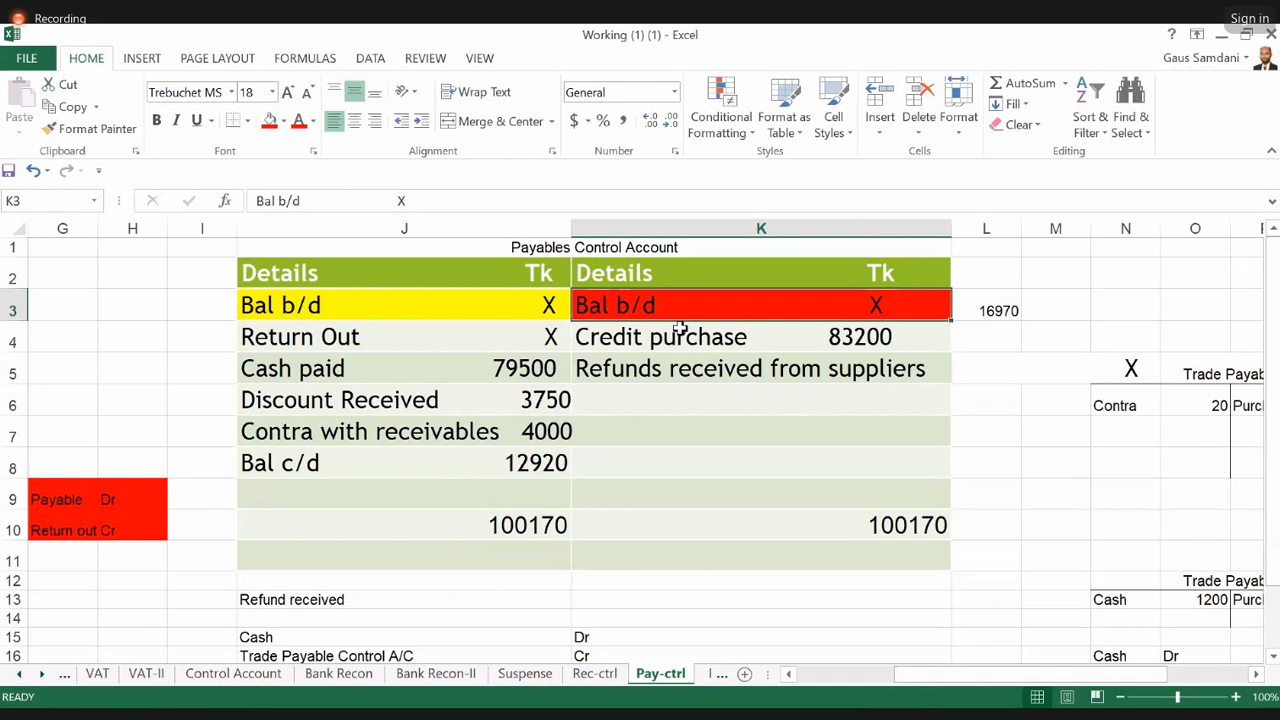 Recording
Sign in
Working (1) (1) - Excel
?
FILE HOME INSERT PAGE LAYOUT FORMULAS DATA REVIEW VIEW
Gaus Samdani
Paste
Cut
Copy
Format Painter
Clipboard
Trebuchet MS 18 A A
B I U A
Font
Wrap Text
Merge & Center
Alignment
General
$ % , .0 .00 .00 .0
Number
Conditional Formatting
Format as Table
Cell Styles
Styles
Insert Delete Format
Cells
AutoSum
Fill
Clear
Sort & Filter
Find & Select
Editing
K3 fx Bal b/d X
G H I J K L M N O
1 Payables Control Account
2 Details Tk Details Tk
3 Bal b/d X Bal b/d X 16970
4 Return Out X Credit purchase 83200
5 Cash paid 79500 Refunds received from suppliers X Trade Payab
6 Discount Received 3750 Contra 20 Purc
7 Contra with receivables 4000
8 Bal c/d 12920
9 Payable Dr
10 Return out Cr 100170 100170
11
12 Trade Payab
13 Refund received Cash 1200 Purc
14
15 Cash Dr
16 Trade Payable Control A/C Cr Cash Dr
... VAT VAT-II Control Account Bank Recon Bank Recon-II Suspense Rec-ctrl Pay-ctrl I ...
READY
100%